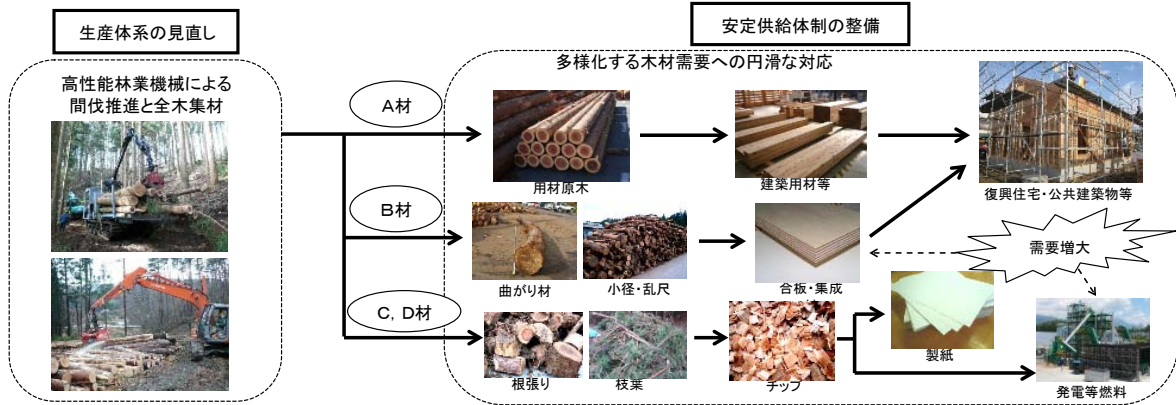 生産体系の見直し
安定供給体制の整備
高性能林業機械による
間伐推進と全木集材
多様化する木材需要への円滑な対応
A材
用材原木
建築用材等
復興住宅・公共建築物等
B材
曲がり材
小径・乱尺
合板・集成
需要増大
C, D材
根張り
枝葉
チップ
製紙
発電等燃料